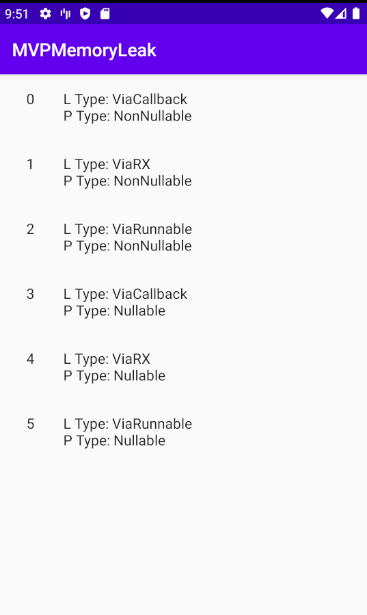 9:51
MVPMemoryLeak
0 L Type: ViaCallback
P Type: NonNullable
1 L Type: ViaRX
P Type: NonNullable
2 L Type: ViaRunnable
P Type: NonNullable
3 L Type: ViaCallback
P Type: Nullable
4 L Type: ViaRX
P Type: Nullable
5 L Type: ViaRunnable
P Type: Nullable